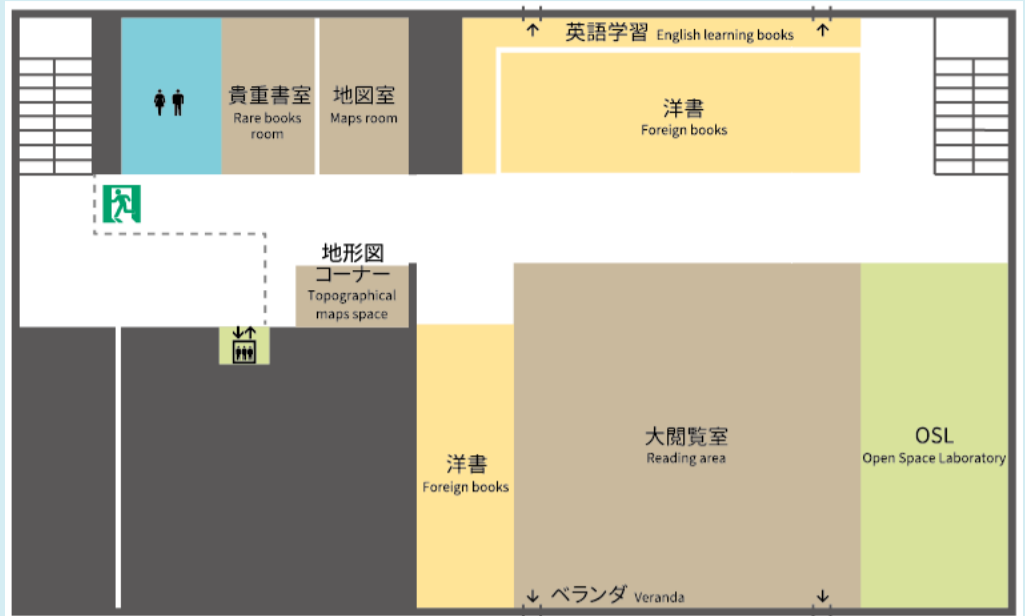 英語学習 English learning books
貴重書室
Rare books
room
地図室
Maps room
洋書
Foreign books
地形図
コーナー
Topographical
maps space
洋書
Foreign books
大閲覧室
Reading area
OSL
Open Space Laboratory
ベランダ Veranda